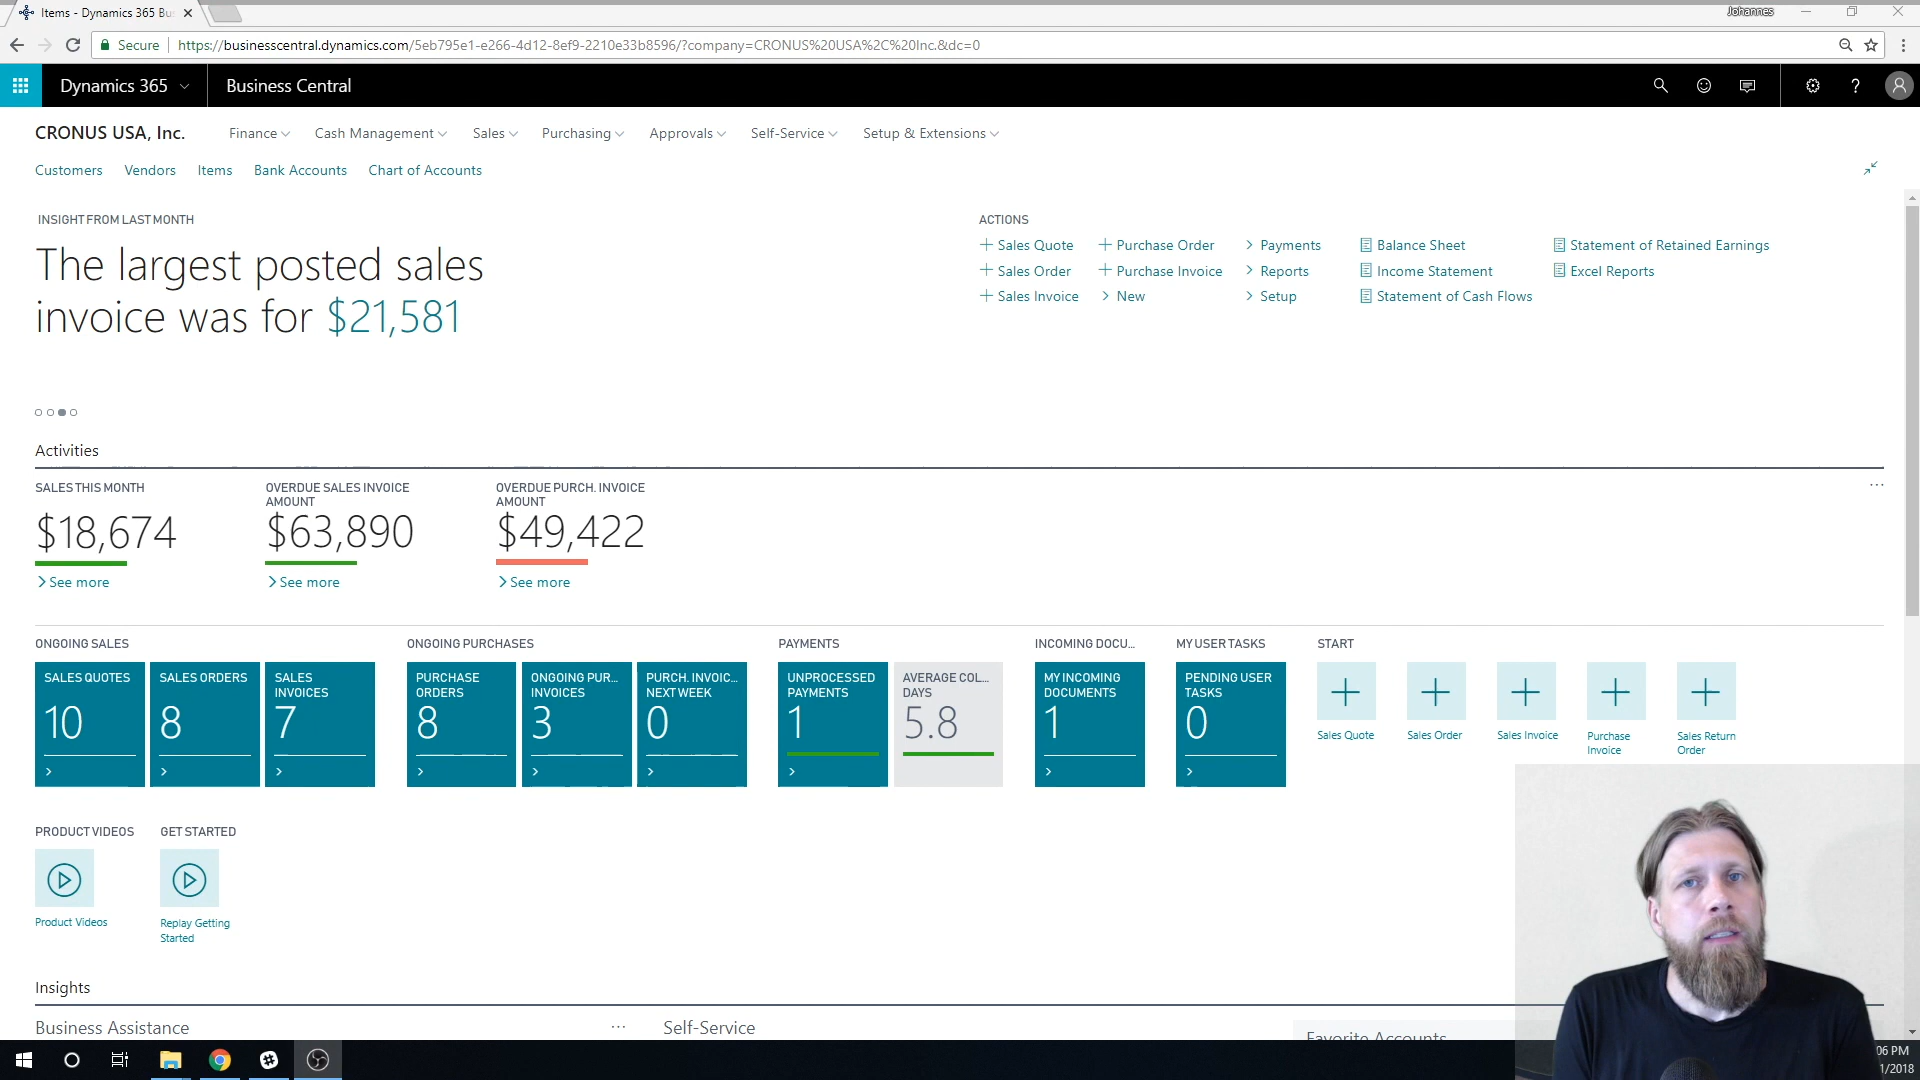 Items - Dynamics 365 Bu
Johannes
Secure
https://businesscentral.dynamics.com/5eb795e1-e266-4d12-8ef9-2210e33b8596/?company=CRONUS%20USA%2C%20Inc.&dc=0
Dynamics 365
Business Central
?
CRONUS USA, Inc.
Finance
Cash Management
Sales
Purchasing
Approvals
Self-Service
Setup & Extensions
Customers
Vendors
Items
Bank Accounts
Chart of Accounts
INSIGHT FROM LAST MONTH
The largest posted sales
invoice was for $21,581
ACTIONS
Sales Quote
Purchase Order
Payments
Balance Sheet
Statement of Retained Earnings
Sales Order
Purchase Invoice
Reports
Income Statement
Excel Reports
Sales Invoice
New
Setup
Statement of Cash Flows
Activities
SALES THIS MONTH
$18,674
See more
OVERDUE SALES INVOICE
AMOUNT
$63,890
See more
OVERDUE PURCH. INVOICE
AMOUNT
$49,422
See more
ONGOING SALES
SALES QUOTES
10
SALES ORDERS
8
SALES
INVOICES
7
ONGOING PURCHASES
PURCHASE
ORDERS
8
ONGOING PUR...
INVOICES
3
PURCH. INVOIC...
NEXT WEEK
0
PAYMENTS
UNPROCESSED
PAYMENTS
1
AVERAGE COL...
DAYS
5.8
INCOMING DOCU...
MY INCOMING
DOCUMENTS
1
MY USER TASKS
PENDING USER
TASKS
0
START
Sales Quote
Sales Order
Sales Invoice
Purchase
Invoice
Sales Return
Order
PRODUCT VIDEOS
Product Videos
GET STARTED
Replay Getting
Started
Insights
Business Assistance
Self-Service
Favorite Accounts
06 PM
1/2018